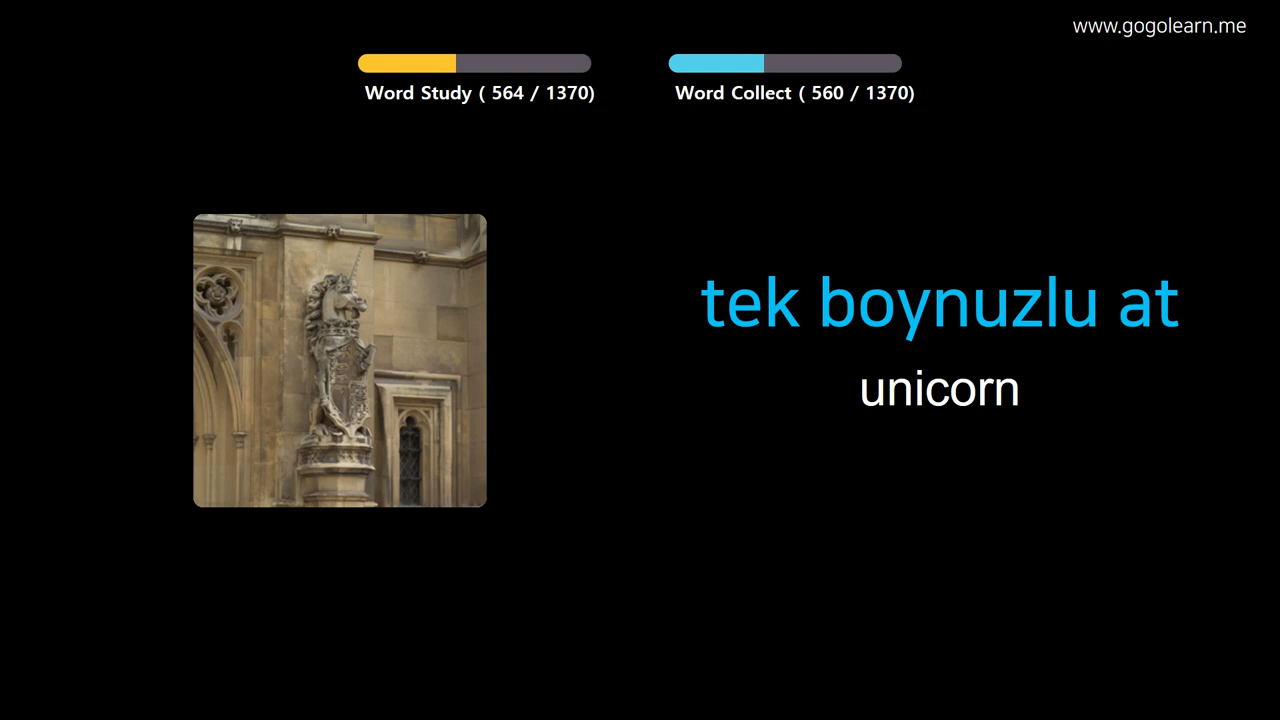 www.gogolearn.me
Word Study ( 564 / 1370)
Word Collect ( 560 / 1370)
tek boynuzlu at
unicorn